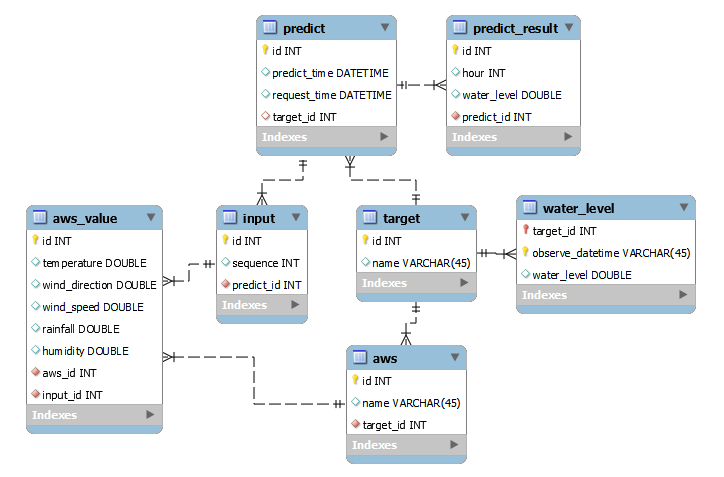 predict
id INT
predict_time DATETIME
request_time DATETIME
target_id INT
Indexes
predict_result
id INT
hour INT
water_level DOUBLE
predict_id INT
Indexes
aws_value
id INT
temperature DOUBLE
wind_direction DOUBLE
wind_speed DOUBLE
rainfall DOUBLE
humidity DOUBLE
aws_id INT
input_id INT
Indexes
input
id INT
sequence INT
predict_id INT
Indexes
target
id INT
name VARCHAR(45)
Indexes
water_level
target_id INT
observe_datetime VARCHAR(45)
water_level DOUBLE
Indexes
aws
id INT
name VARCHAR(45)
target_id INT
Indexes